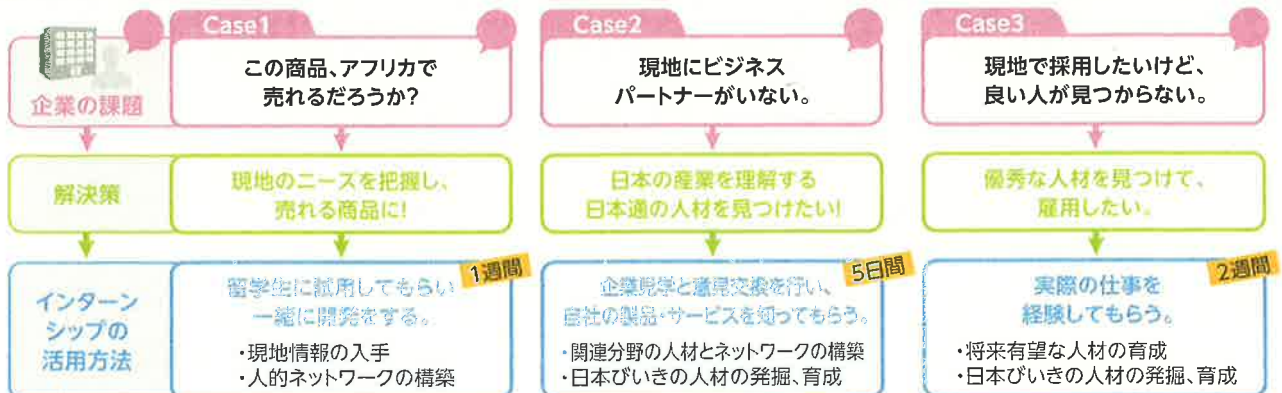 企業の課題
Case1
この商品、アフリカで
売れるだろうか?
Case2
現地にビジネス
パートナーがいない。
Case3
現地で採用したいけど、
良い人が見つからない。
解決策
現地のニーズを把握し、
売れる商品に!
日本の産業を理解する
日本通の人材を見つけたい!
優秀な人材を見つけて、
雇用したい。
インターン
シップの
活用方法
1週間
留学生に試用してもらい
一緒に開発をする。
・現地情報の入手
・人的ネットワークの構築
5日間
企業見学と意見交換を行い、
自社の製品・サービスを知ってもらう。
・関連分野の人材とネットワークの構築
・日本びいきの人材の発掘、育成
2週間
実際の仕事を
経験してもらう。
・将来有望な人材の育成
・日本びいきの人材の発掘、育成